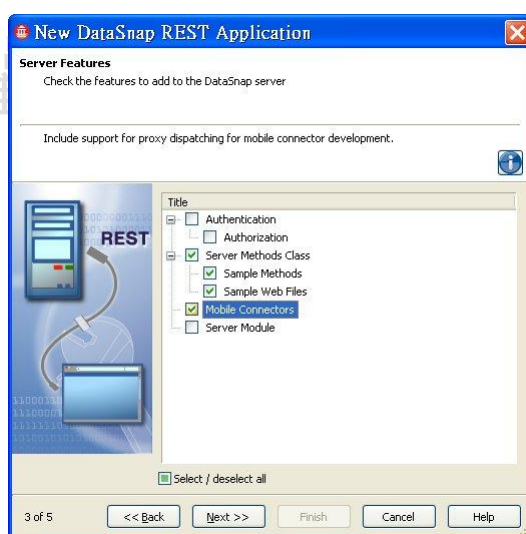 New DataSnap REST Application
Server Features
Check the features to add to the DataSnap server
Include support for proxy dispatching for mobile connector development.
REST
Title
Authentication
Authorization
Server Methods Class
Sample Methods
Sample Web Files
Mobile Connectors
Server Module
Select / deselect all
3 of 5
<< Back
Next >>
Finish
Cancel
Help